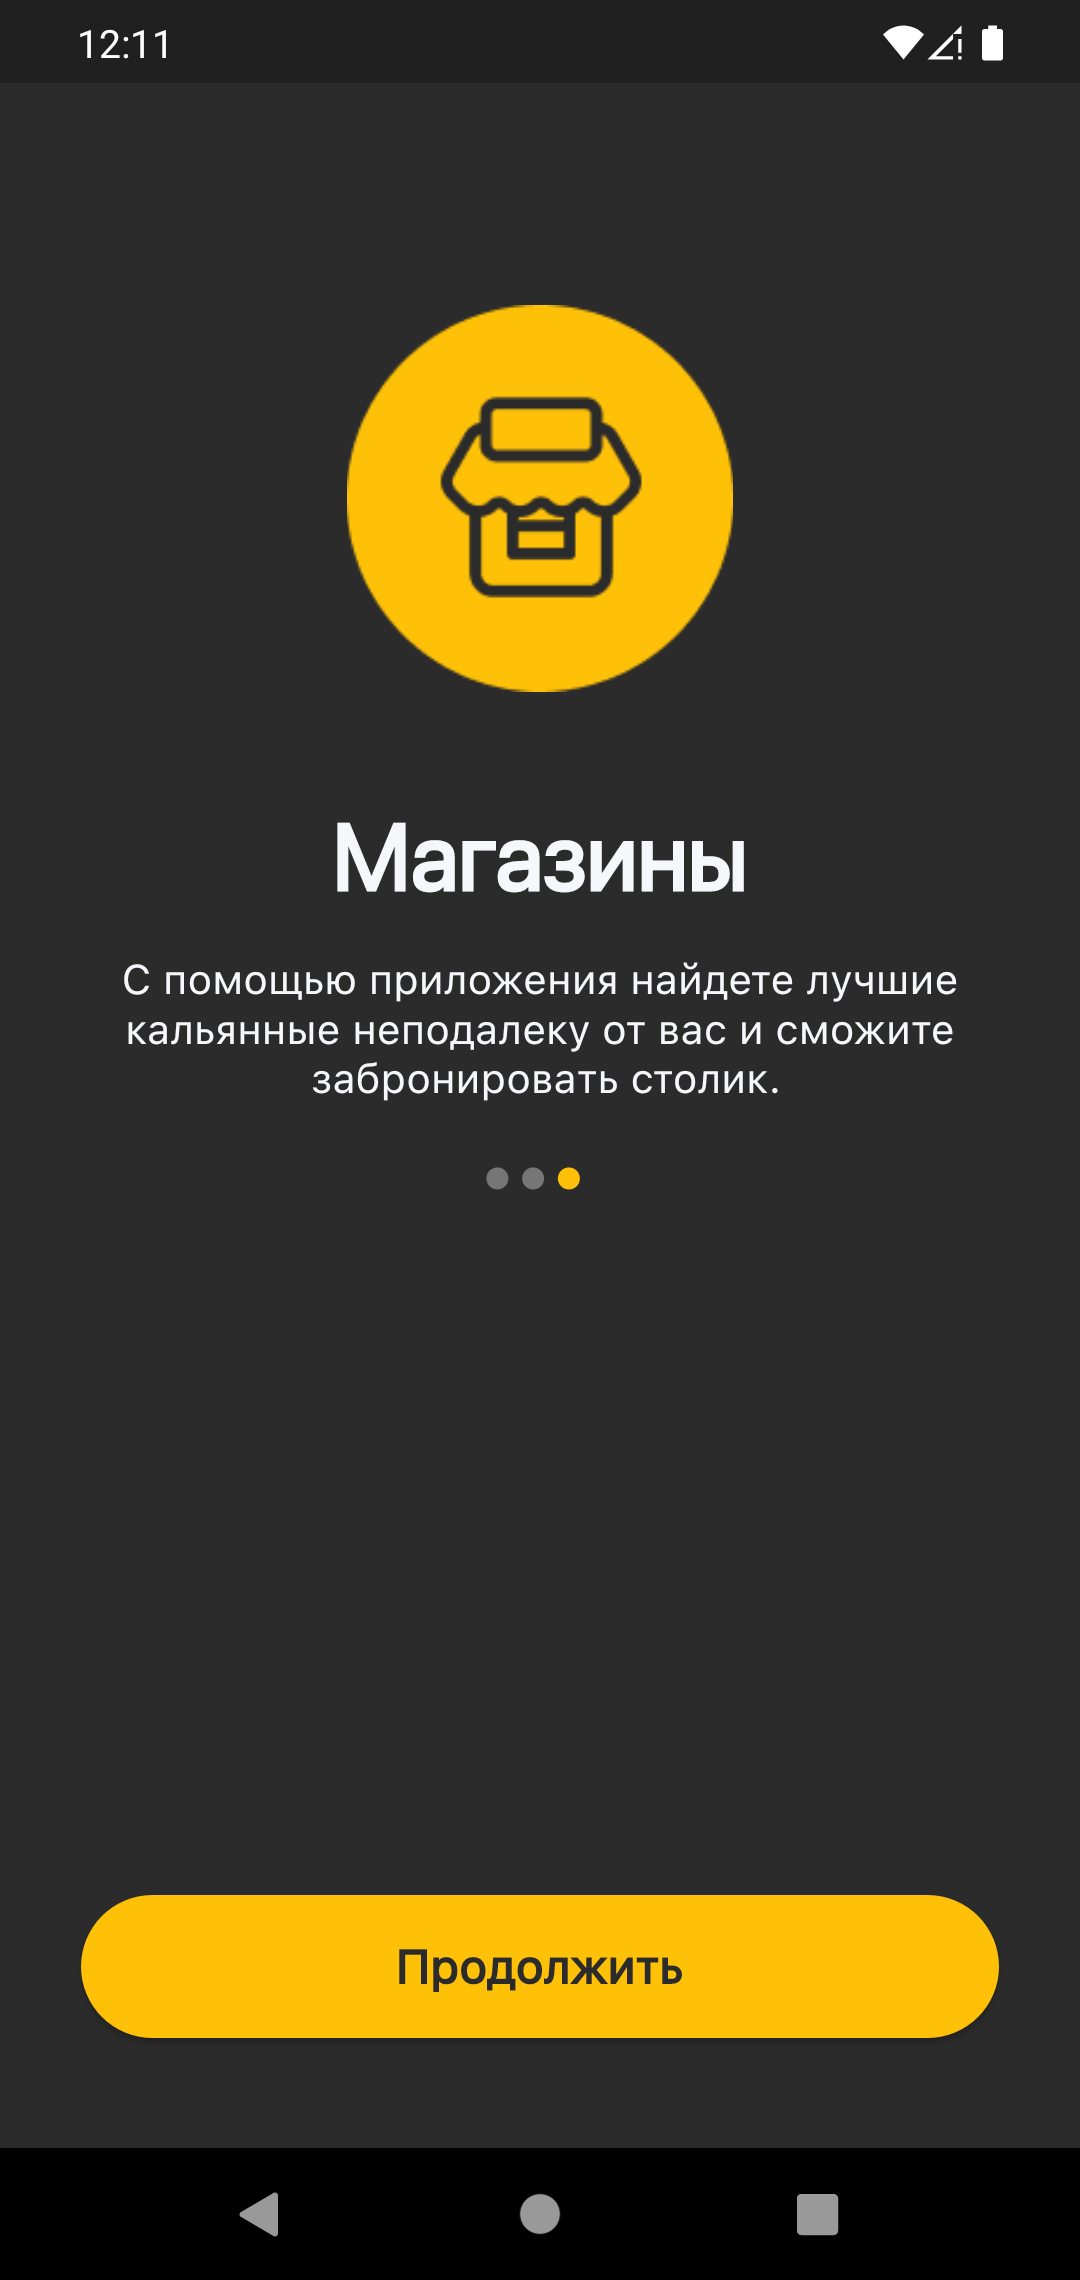 12:11
Магазины
С помощью приложения найдете лучшие
кальянные неподалеку от вас и сможите
забронировать столик.
Продолжить